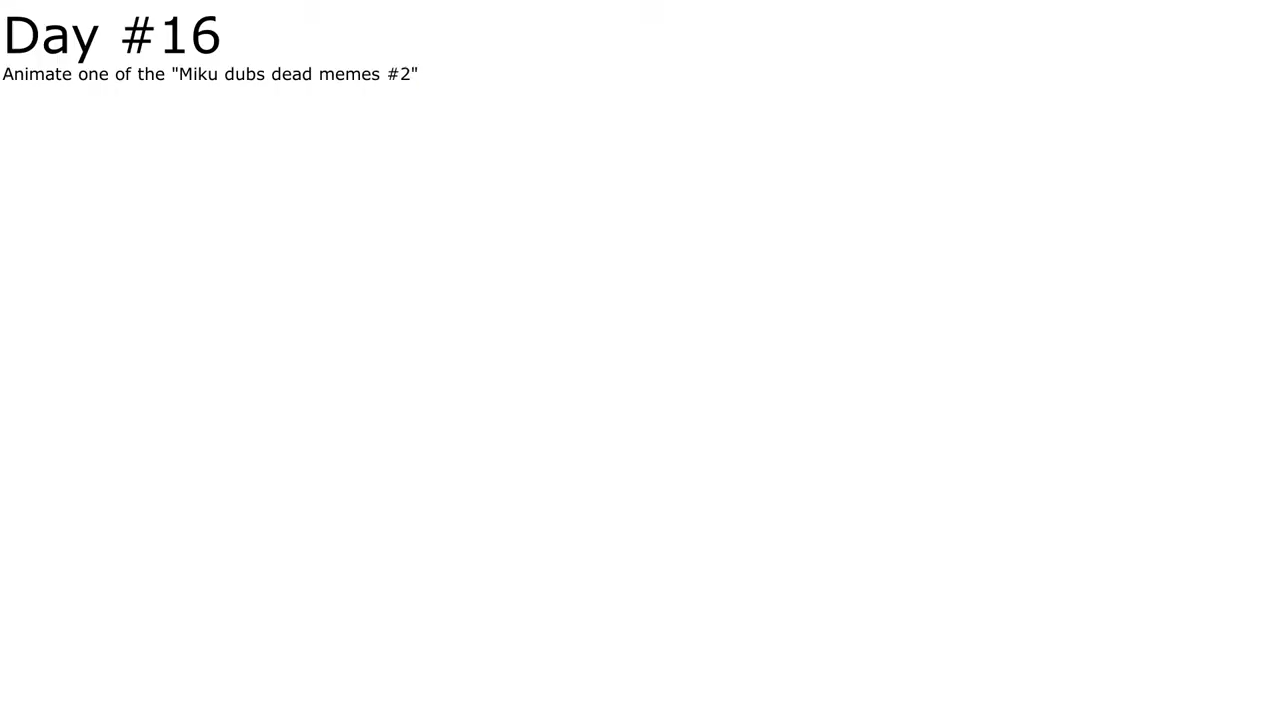 Day #16
Animate one of the "Miku dubs dead memes #2"